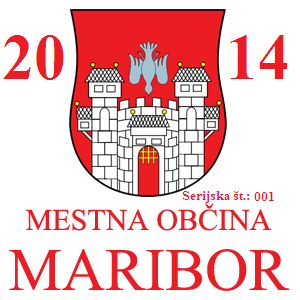 20 14
Serijska št.: 001
MESTNA OBČINA
MARIBOR